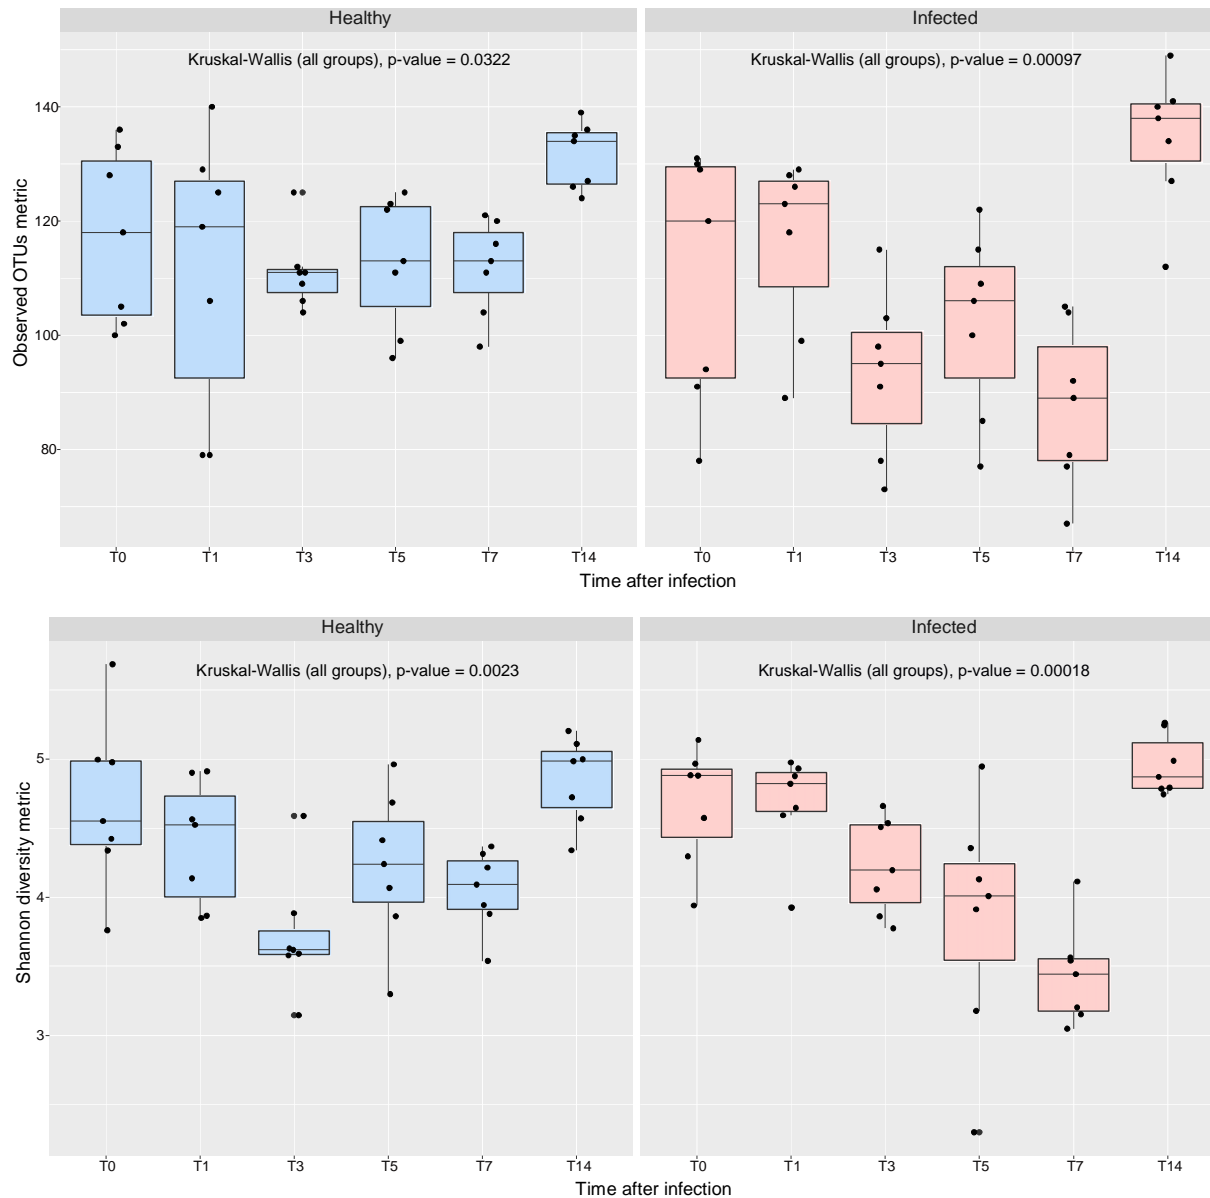 Healthy Infected
Kruskal-Wallis (all groups), p-value = 0.0322 Kruskal-Wallis (all groups), p-value = 0.00097
Observed OTUs metric
140
120
100
80
T0 T1 T3 T5 T7 T14 T0 T1 T3 T5 T7 T14
Time after infection
Healthy Infected
Kruskal-Wallis (all groups), p-value = 0.0023 Kruskal-Wallis (all groups), p-value = 0.00018
Shannon diversity metric
5
4
3
T0 T1 T3 T5 T7 T14 T0 T1 T3 T5 T7 T14
Time after infection